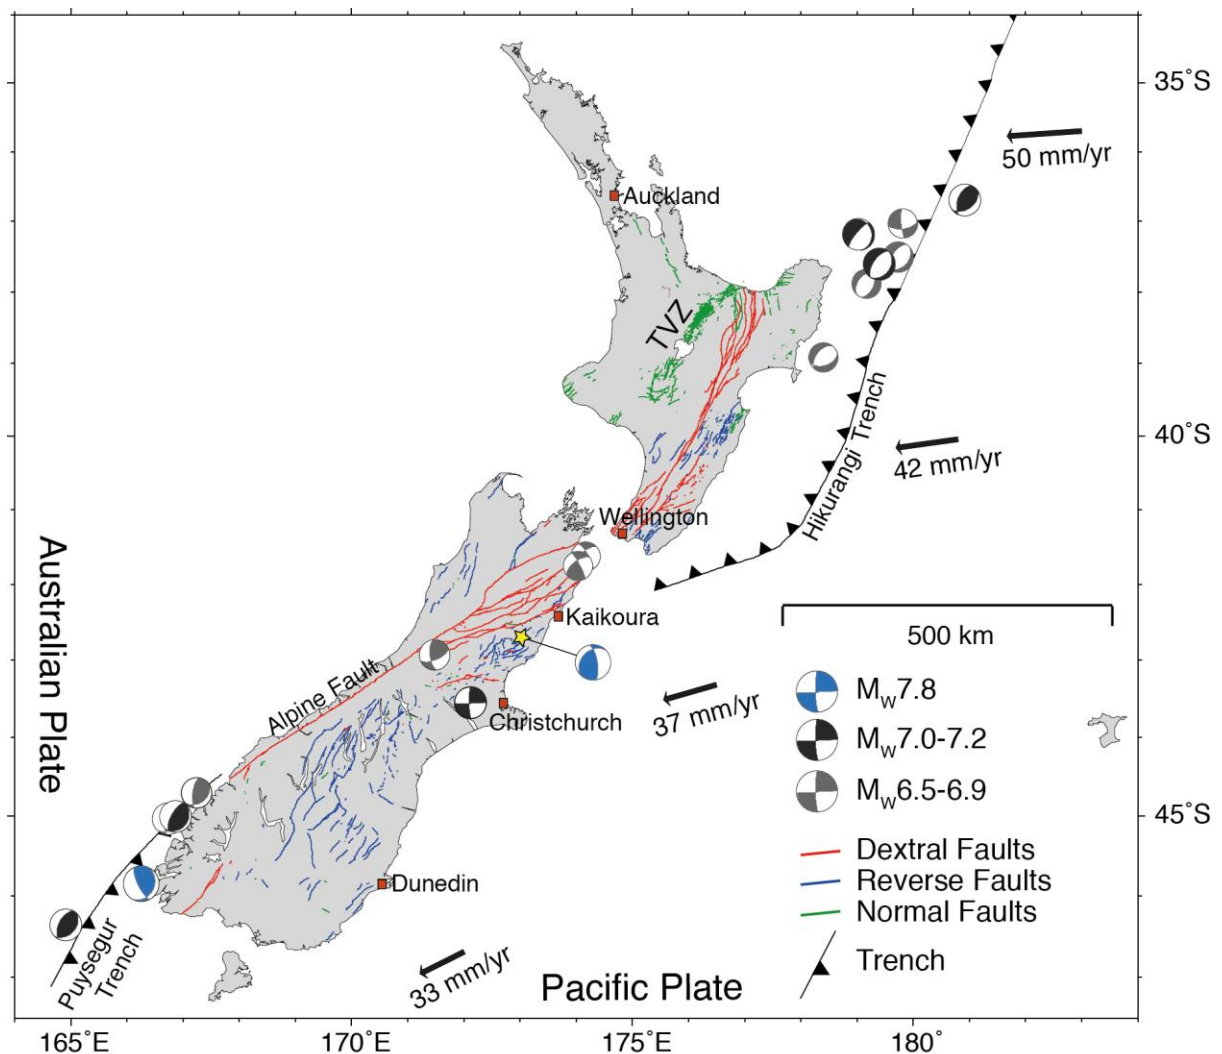 35˚S
50 mm/yr
Auckland
TVZ
Hikurangi Trench
40˚S
42 mm/yr
Wellington
Australian Plate
Kaikoura
500 km
Alpine Fault
37 mm/yr
Christchurch
MW7.8
MW7.0-7.2
MW6.5-6.9
45˚S
Dextral Faults
Reverse Faults
Normal Faults
Trench
Dunedin
Puysegur
Trench
33 mm/yr
Pacific Plate
165˚E
170˚E
175˚E
180˚